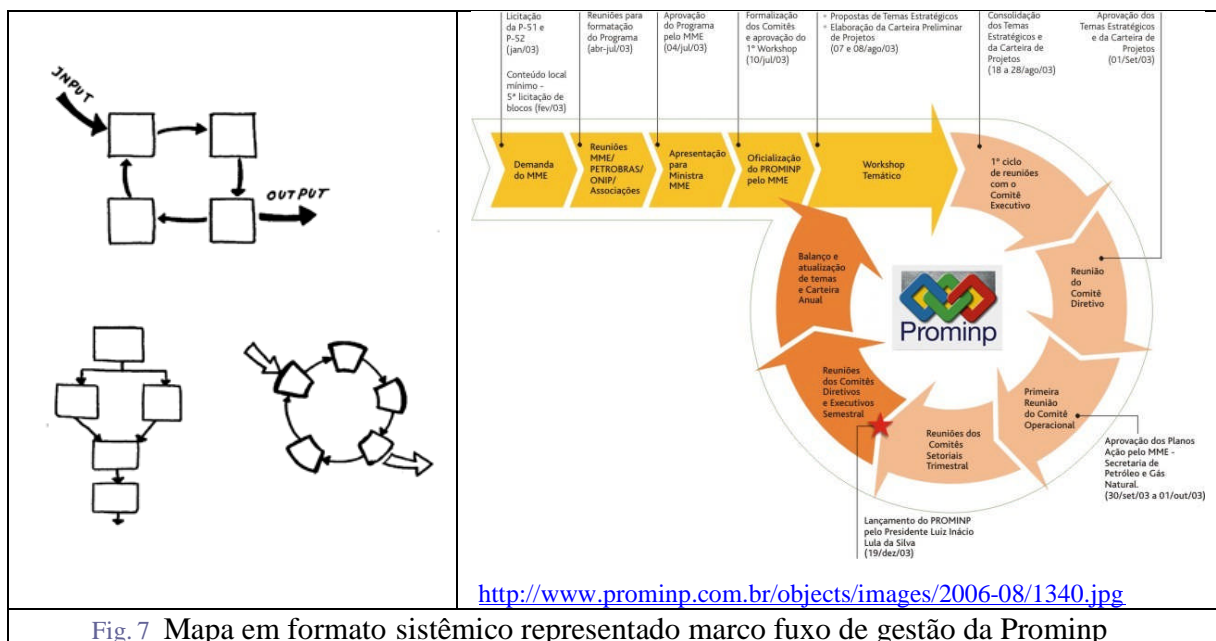 INPUT
OUTPUT
Licitação
da P-51 e
P-52
(jan/03)
Conteúdo local
mínimo -
5ª licitação de
blocos (fev/03)
Reuniões para
formatação
do Programa
(abr-jul/03)
Aprovação
do Programa
pelo MME
(04/jul/03)
Formalização
dos Comitês
e aprovação do
1º Workshop
(10/jul/03)
• Propostas de Temas Estratégicos
• Elaboração da Carteira Preliminar
de Projetos
(07 e 08/ago/03)
Consolidação
dos Temas
Estratégicos e
da Carteira de
Projetos
(18 a 28/ago/03)
Aprovação dos
Temas Estratégicos
e da Carteira de
Projetos
(01/Set/03)
Demanda
do MME
Reuniões
MME/
PETROBRAS/
ONIP/
Associações
Apresentação
para
Ministra
MME
Oficialização
do PROMINP
pelo MME
Workshop
Temático
1º ciclo
de reuniões
com o
Comitê
Executivo
Reunião
do
Comitê
Diretivo
Primeira
Reunião
do Comitê
Operacional
Reuniões dos
Comitês
Setoriais
Trimestral
Reuniões
dos Comitês
Diretivos
e Executivos
Semestral
Balanço e
atualização
de temas
e Carteira
Anual
Prominp
Aprovação dos Planos
Ação pelo MME -
Secretaria de
Petróleo e Gás
Natural.
(30/set/03 a 01/out/03)
Lançamento do PROMINP
pelo Presidente Luiz Inácio
Lula da Silva
(19/dez/03)
http://www.prominp.com.br/objects/images/2006-08/1340.jpg
Fig. 7 Mapa em formato sistêmico representado marco fuxo de gestão da Prominp